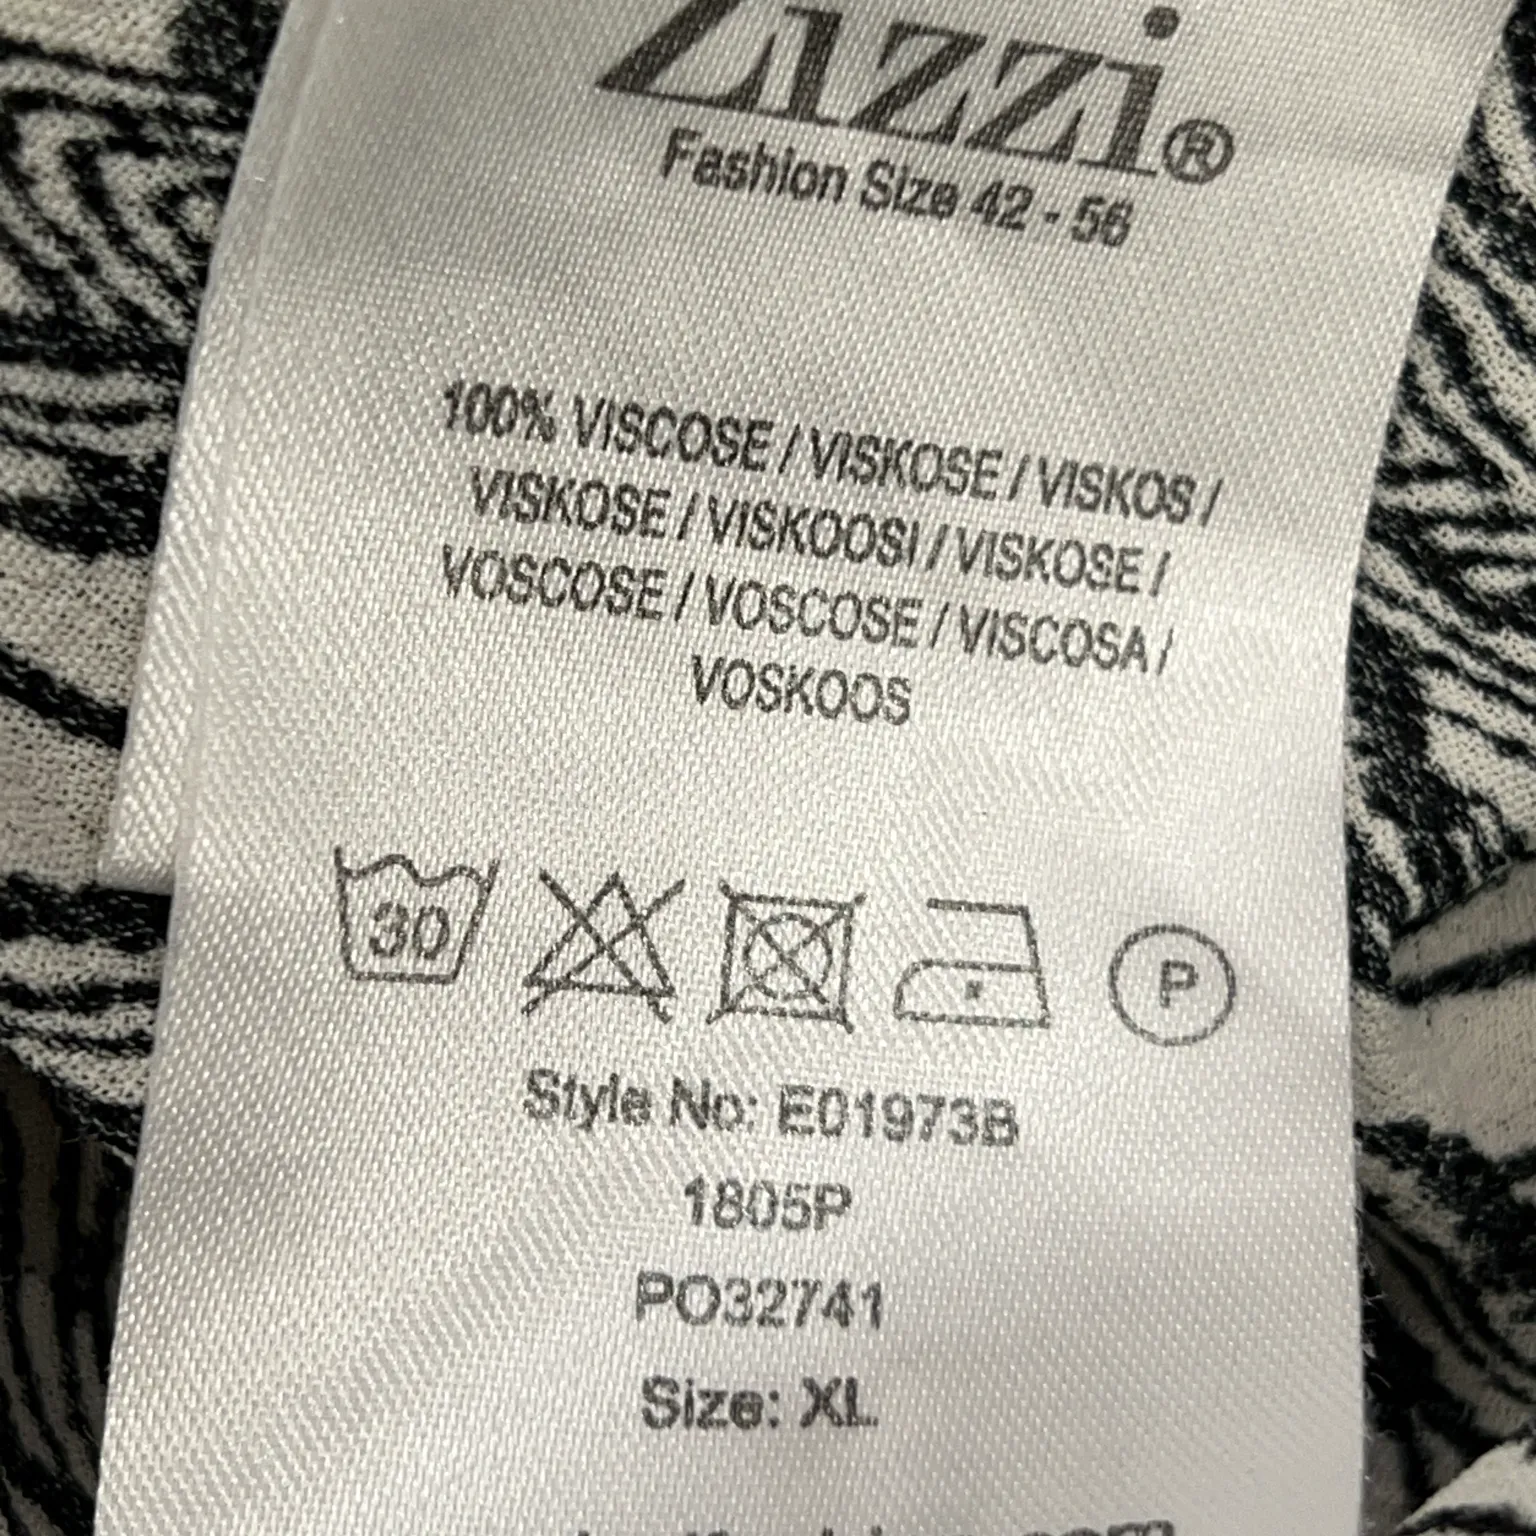 Zizzi®
Fashion Size 42 - 56
100% VISCOSE / VISKOSE / VISKOS /
VISKOSE / VISKOOSI / VISKOSE /
VOSCOSE / VOSCOSE / VISCOSA /
VOSKOOS
30
P
Style No: E01973B
1805P
PO32741
Size: XL